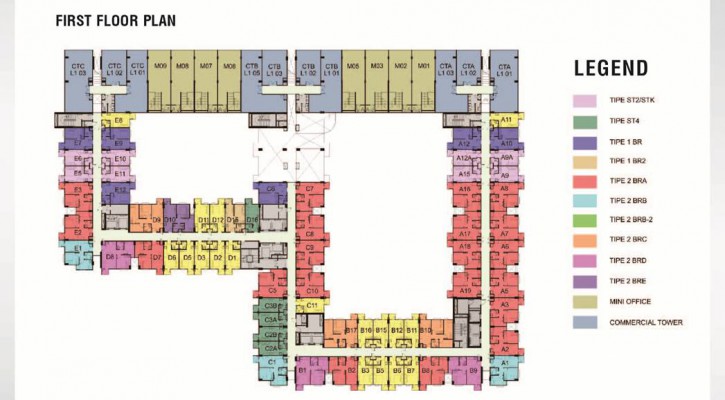 FIRST FLOOR PLAN
CTC L1 03
CTC L1 02
CTC L1 01
M09
M08
M07
M06
CTB L1 05
CTB L1 02
CTB L1 01
M05
M03
M02
M01
CTA L1 03
CTA L1 02
CTA L1 01
LEGEND
TIPE ST2/STK
TIPE ST4
TIPE 1 BR
TIPE 1 BR2
TIPE 2 BRA
TIPE 2 BRB
TIPE 2 BRB-2
TIPE 2 BRC
TIPE 2 BRD
TIPE 2 BRE
MINI OFFICE
COMMERCIAL TOWER
E8
A11
E7
E9
A12
A10
E6
E10
A12A
A9A
E5
E11
A15
A9
E3
E12
C6
C7
A16
A8
E2
D9
D10
D11
D12
D15
D16
C8
A17
A7
C9
A18
A6
E1
D8
D7
D6
D5
D3
D2
D1
C5
C10
A19
A5
C3B
C11
A3
C3A
C2B
B17
B16
B15
B12
B11
B10
C2A
A2
C1
B1
B2
B3
B5
B6
B7
B8
B9
A1